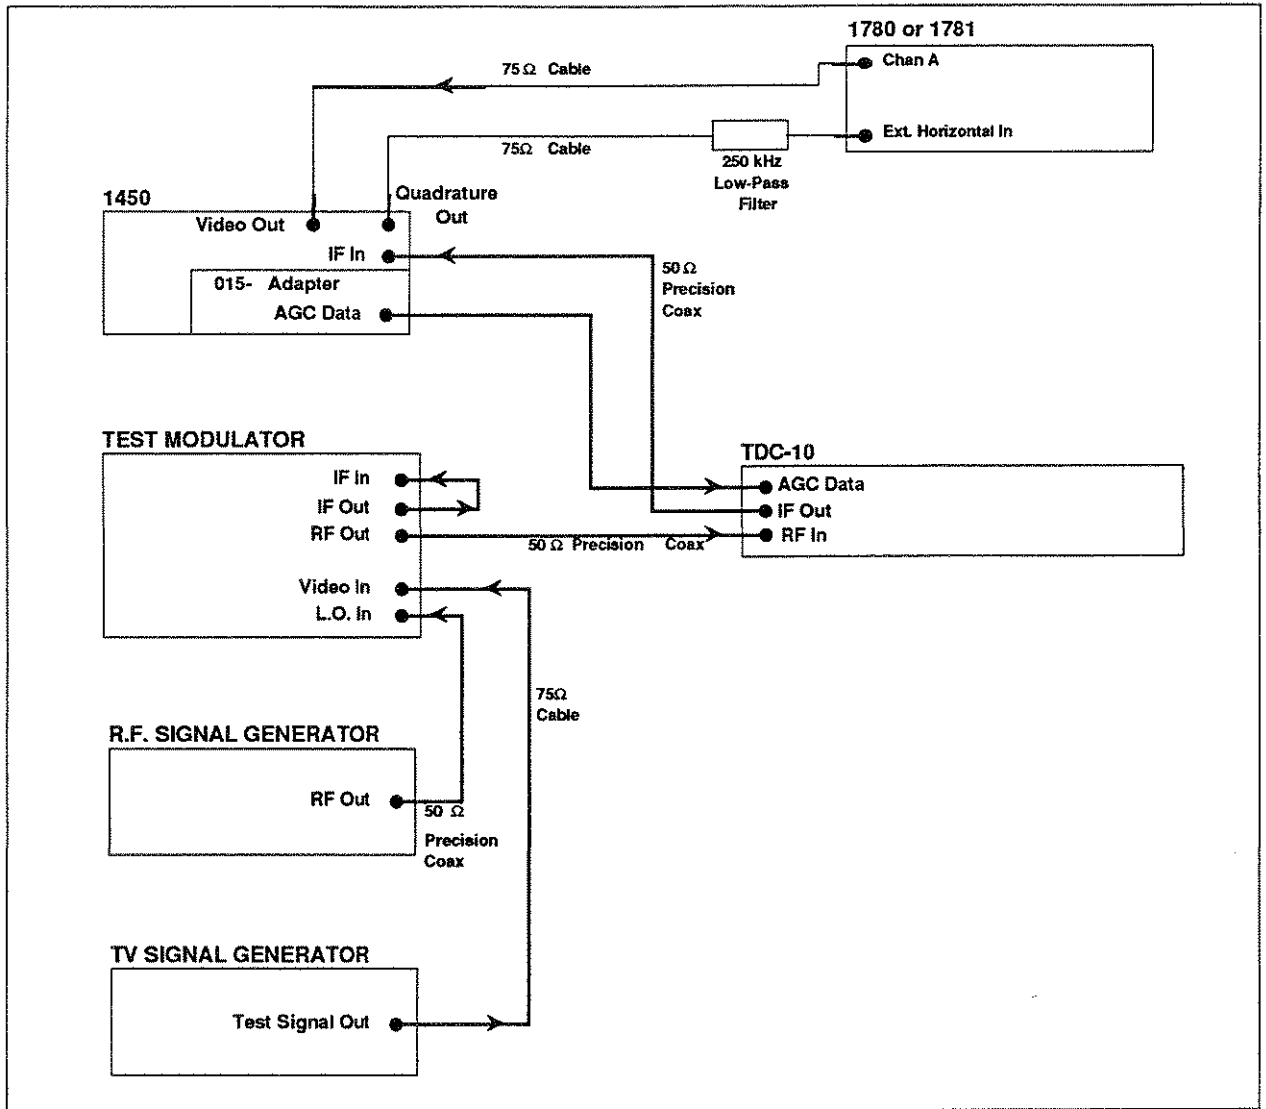 1780 or 1781
Chan A
75 Ω Cable
Ext. Horizontal In
75Ω Cable
250 kHz
Low-Pass
Filter
1450
Quadrature
Out
Video Out
IF In
015- Adapter
AGC Data
50 Ω
Precision
Coax
TEST MODULATOR
IF In
IF Out
RF Out
Video In
L.O. In
50 Ω Precision Coax
TDC-10
AGC Data
IF Out
RF In
75Ω
Cable
R.F. SIGNAL GENERATOR
RF Out
50 Ω
Precision
Coax
TV SIGNAL GENERATOR
Test Signal Out